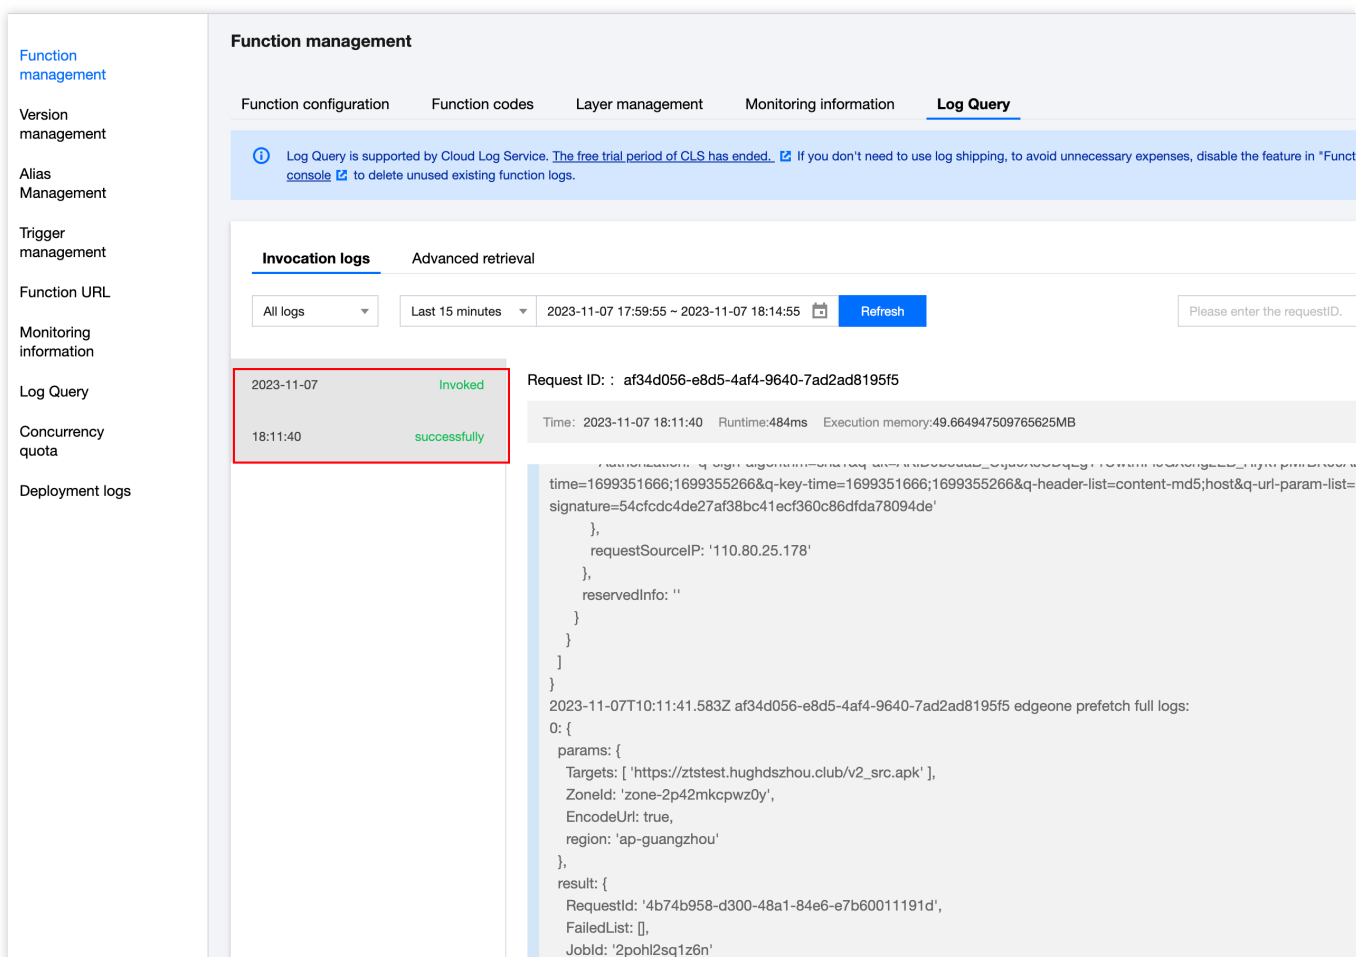 Function management
Function configuration Function codes Layer management Monitoring information Log Query
Log Query is supported by Cloud Log Service. The free trial period of CLS has ended. If you don't need to use log shipping, to avoid unnecessary expenses, disable the feature in "Funct
console to delete unused existing function logs.
Function
management
Version
management
Alias
Management
Trigger
management
Function URL
Monitoring
information
Log Query
Concurrency
quota
Deployment logs
Invocation logs Advanced retrieval
All logs Last 15 minutes 2023-11-07 17:59:55 ~ 2023-11-07 18:14:55 Refresh Please enter the requestID.
2023-11-07 Invoked
18:11:40 successfully
Request ID: : af34d056-e8d5-4af4-9640-7ad2ad8195f5
Time: 2023-11-07 18:11:40 Runtime:484ms Execution memory:49.664947509765625MB
time=1699351666;1699355266&q-key-time=1699351666;1699355266&q-header-list=content-md5;host&q-url-param-list=
signature=54cfcdc4de27af38bc41ecf360c86dfda78094de'
},
requestSourceIP: '110.80.25.178'
},
reservedInfo: ''
}
}
]
}
2023-11-07T10:11:41.583Z af34d056-e8d5-4af4-9640-7ad2ad8195f5 edgeone prefetch full logs:
0: {
params: {
Targets: [ 'https://ztstest.hughdszhou.club/v2_src.apk' ],
ZoneId: 'zone-2p42mkcpwz0y',
EncodeUrl: true,
region: 'ap-guangzhou'
},
result: {
RequestId: '4b74b958-d300-48a1-84e6-e7b60011191d',
FailedList: [],
JobId: '2pohl2sq1z6n'